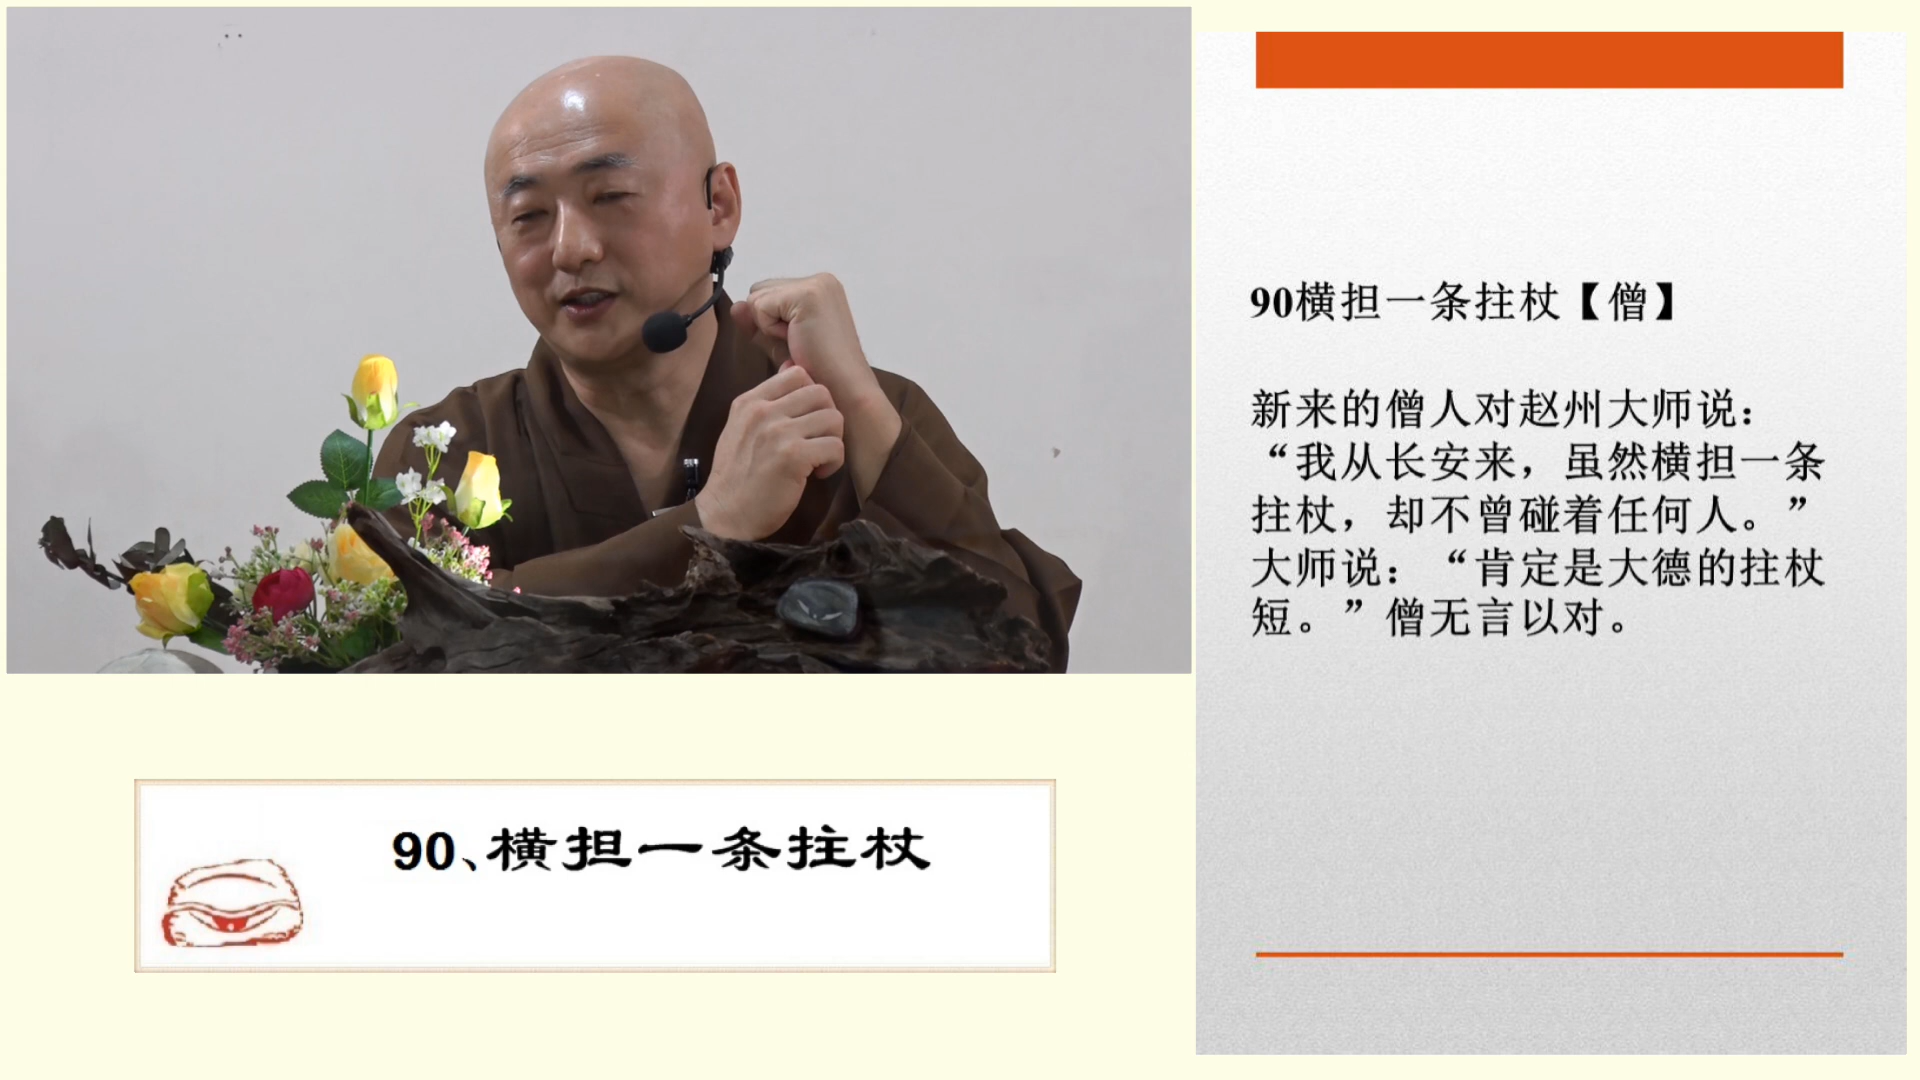 90横担一条拄杖【僧】
新来的僧人对赵州大师说：
“我从长安来，虽然横担一条
拄杖，却不曾碰着任何人。”
大师说：“肯定是大德的拄杖
短。”僧无言以对。
90、横担一条拄杖